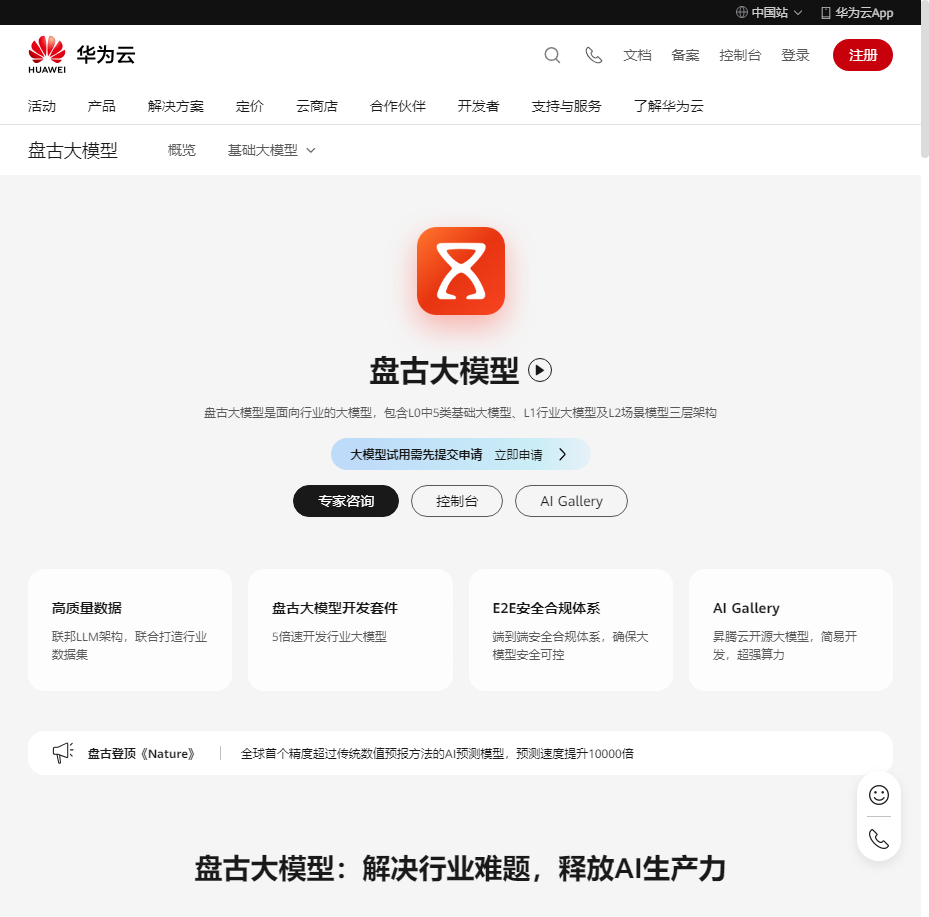 中国站
华为云App
HUAWEI
华为云
文档
备案
控制台
登录
注册
活动
产品
解决方案
定价
云商店
合作伙伴
开发者
支持与服务
了解华为云
盘古大模型
概览
基础大模型
盘古大模型
盘古大模型是面向行业的大模型，包含L0中5类基础大模型、L1行业大模型及L2场景模型三层架构
大模型试用需先提交申请 立即申请
专家咨询
控制台
AI Gallery
高质量数据
联邦LLM架构，联合打造行业
数据集
盘古大模型开发套件
5倍速开发行业大模型
E2E安全合规体系
端到端安全合规体系，确保大
模型安全可控
AI Gallery
昇腾云开源大模型，简易开
发，超强算力
盘古登顶《Nature》
全球首个精度超过传统数值预报方法的AI预测模型，预测速度提升10000倍
盘古大模型：解决行业难题，释放AI生产力